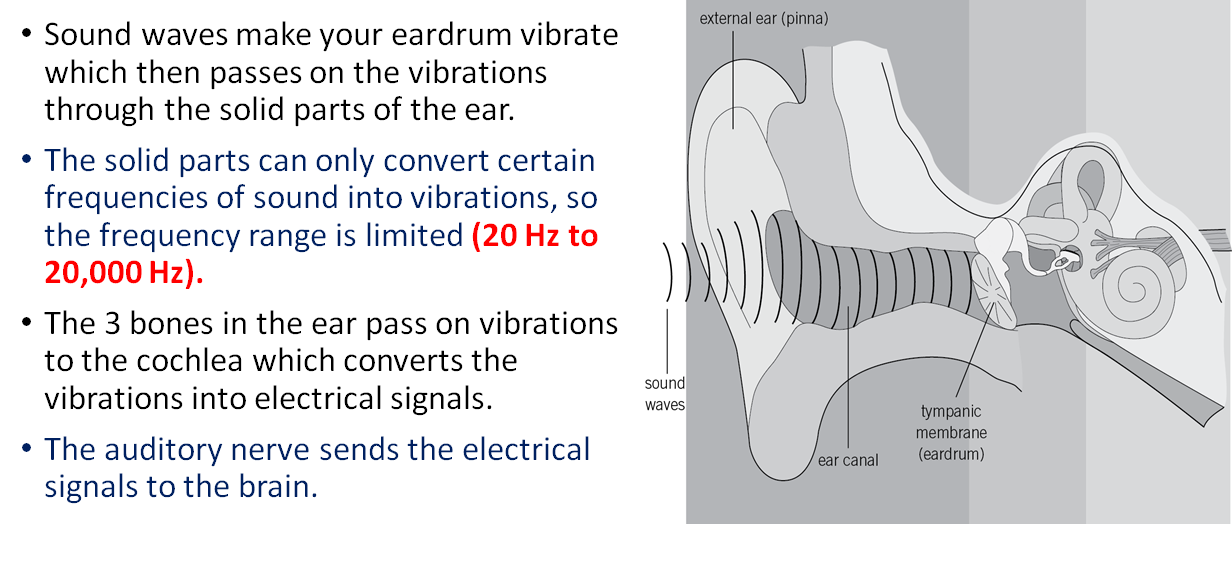 • Sound waves make your eardrum vibrate
which then passes on the vibrations
through the solid parts of the ear.
• The solid parts can only convert certain
frequencies of sound into vibrations, so
the frequency range is limited (20 Hz to
20,000 Hz).
• The 3 bones in the ear pass on vibrations
to the cochlea which converts the
vibrations into electrical signals.
• The auditory nerve sends the electrical
signals to the brain.
external ear (pinna)
sound
waves
ear canal
tympanic
membrane
(eardrum)